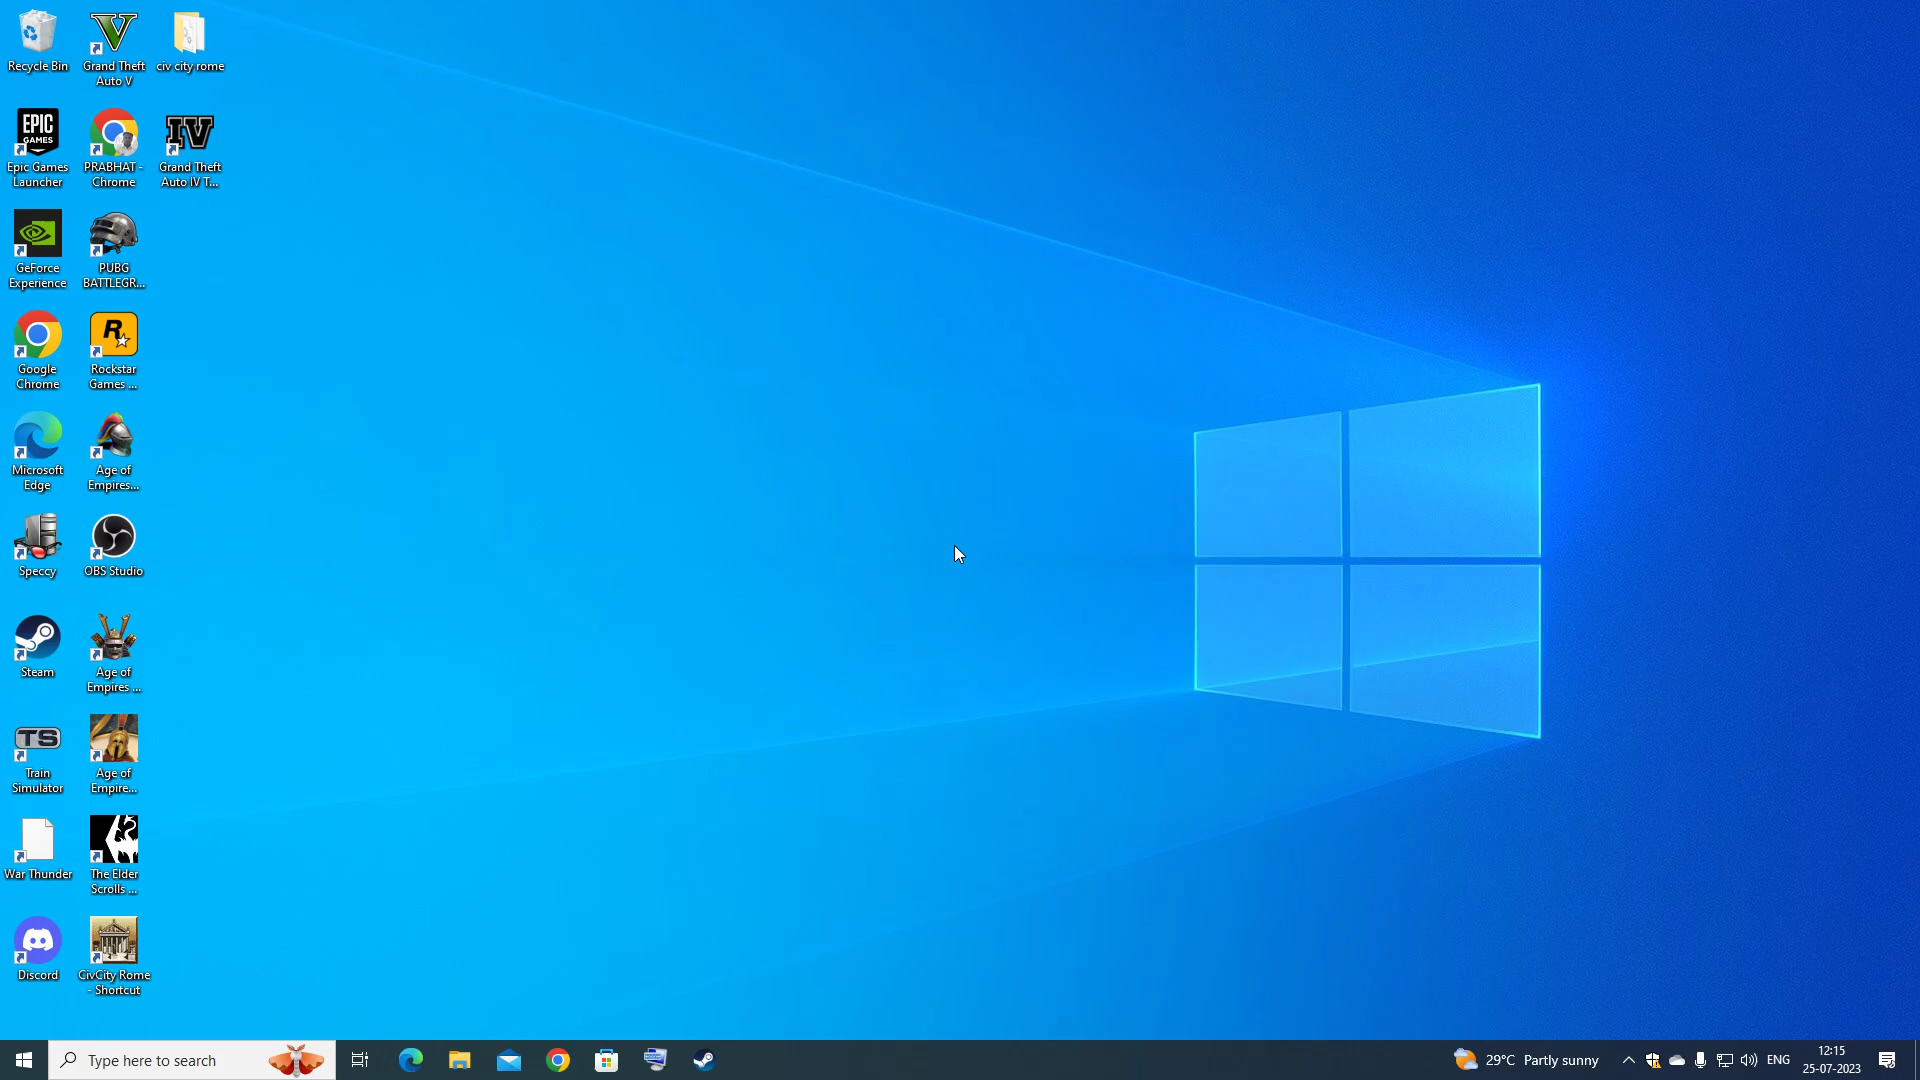 Recycle Bin
Grand Theft
Auto V
civ city rome
EPIC
GAMES
Epic Games
Launcher
PRABHAT -
Chrome
IV
Grand Theft
Auto IV T...
GeForce
Experience
PUBG
BATTLEGR...
Google
Chrome
R
Rockstar
Games ...
Microsoft
Edge
Age of
Empires...
Speccy
OBS Studio
Steam
Age of
Empires ...
TS
Train
Simulator
Age of
Empire...
War Thunder
The Elder
Scrolls ...
Discord
CivCity Rome
- Shortcut
Type here to search
29°C Partly sunny
ENG
12:15
25-07-2023